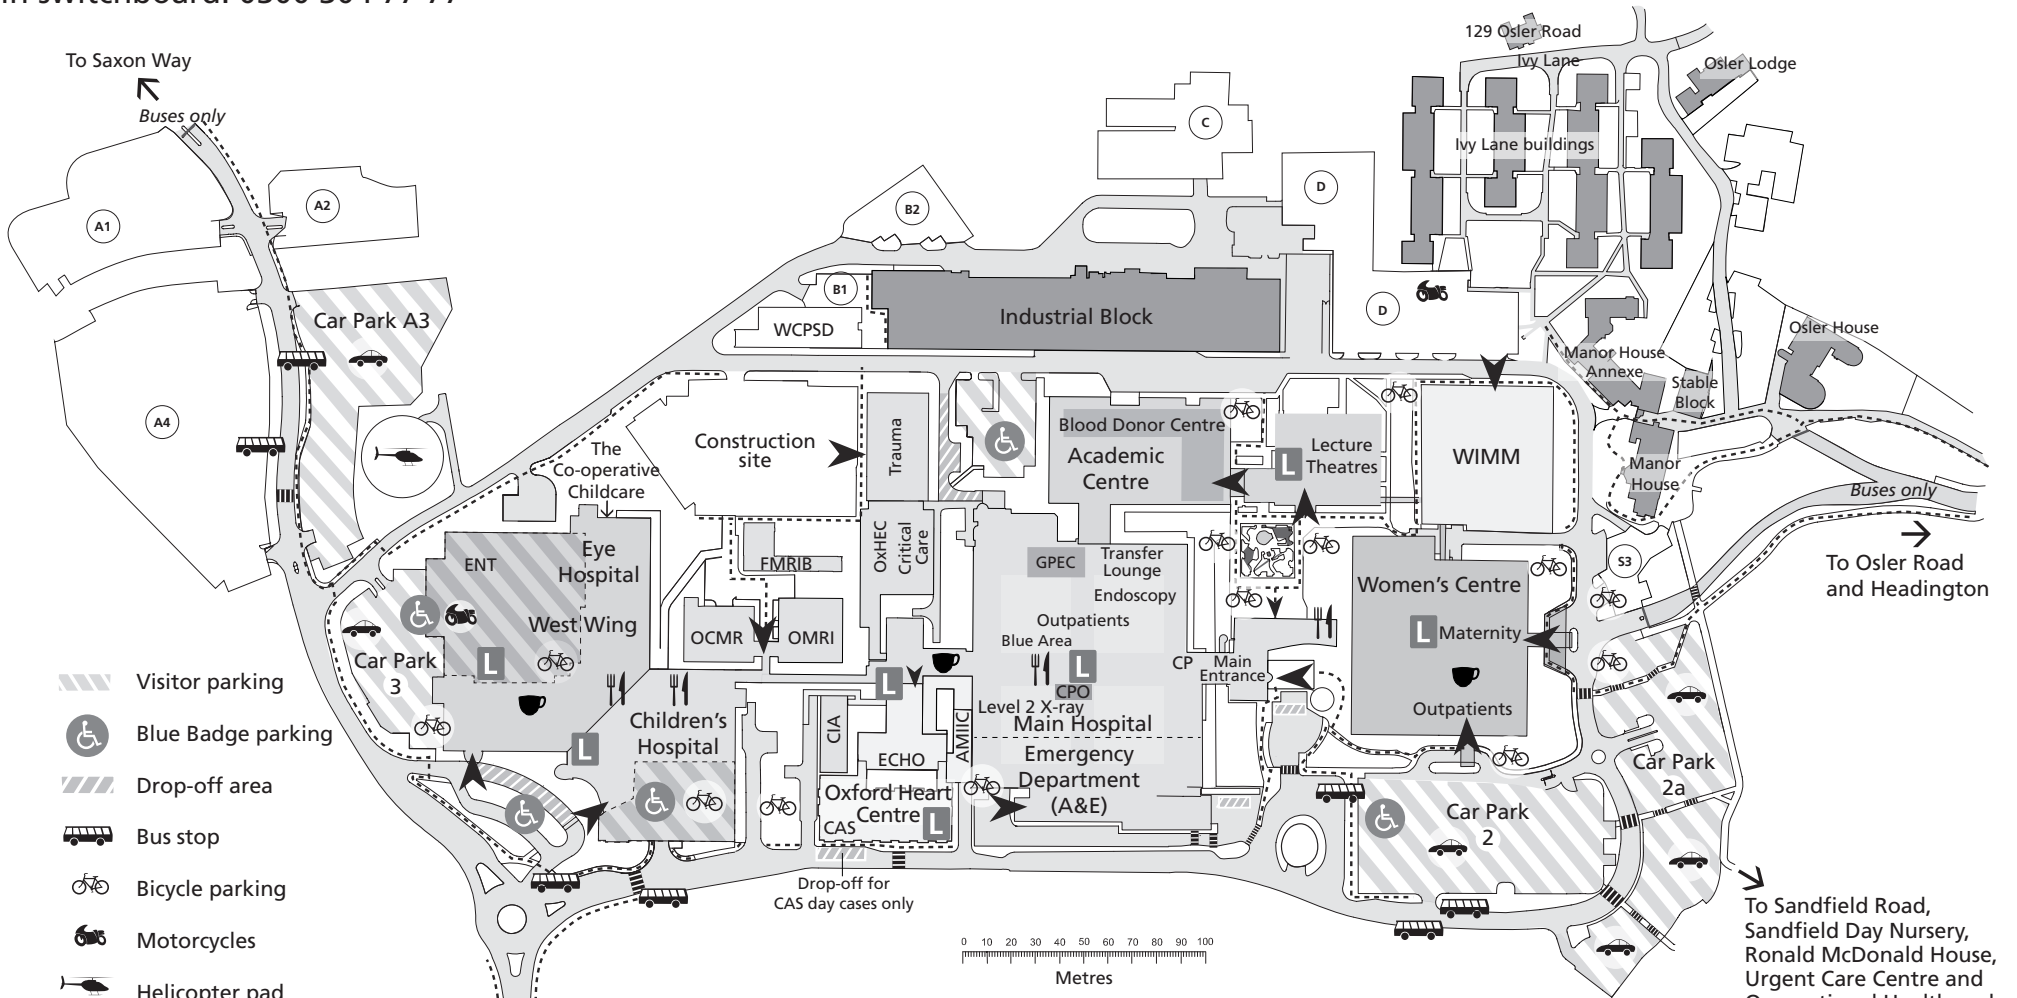 To Saxon Way
Buses only
A1
A2
A4
Car Park A3
B2
B1
WCPSD
Industrial Block
C
D
D
129 Osler Road
Ivy Lane
Osler Lodge
Ivy Lane buildings
Osler House
Manor House
Annexe
Stable
Block
Manor
House
Buses only
To Osler Road
and Headington
S3
Construction
site
Trauma
The
Co-operative
Childcare
Blood Donor Centre
Academic
Centre
L
Lecture
Theatres
WIMM
ENT
Eye
Hospital
West Wing
L
FMRIB
OCMR
OMRI
OxHEC
Critical
Care
GPEC
Transfer
Lounge
Endoscopy
Outpatients
Blue Area
L
CPO
Level 2 X-ray
Main Hospital
CP
Main
Entrance
Women's Centre
L
Maternity
Outpatients
Car Park
3
Children's
Hospital
L
L
CIA
AMIIC
ECHO
Oxford Heart
Centre
CAS
L
Emergency
Department
(A&E)
Car Park
2a
Car Park
2
Drop-off for
CAS day cases only
0 10 20 30 40 50 60 70 80 90 100
Metres
Visitor parking
Blue Badge parking
Drop-off area
Bus stop
Bicycle parking
Motorcycles
Helicopter pad
To Sandfield Road,
Sandfield Day Nursery,
Ronald McDonald House,
Urgent Care Centre and